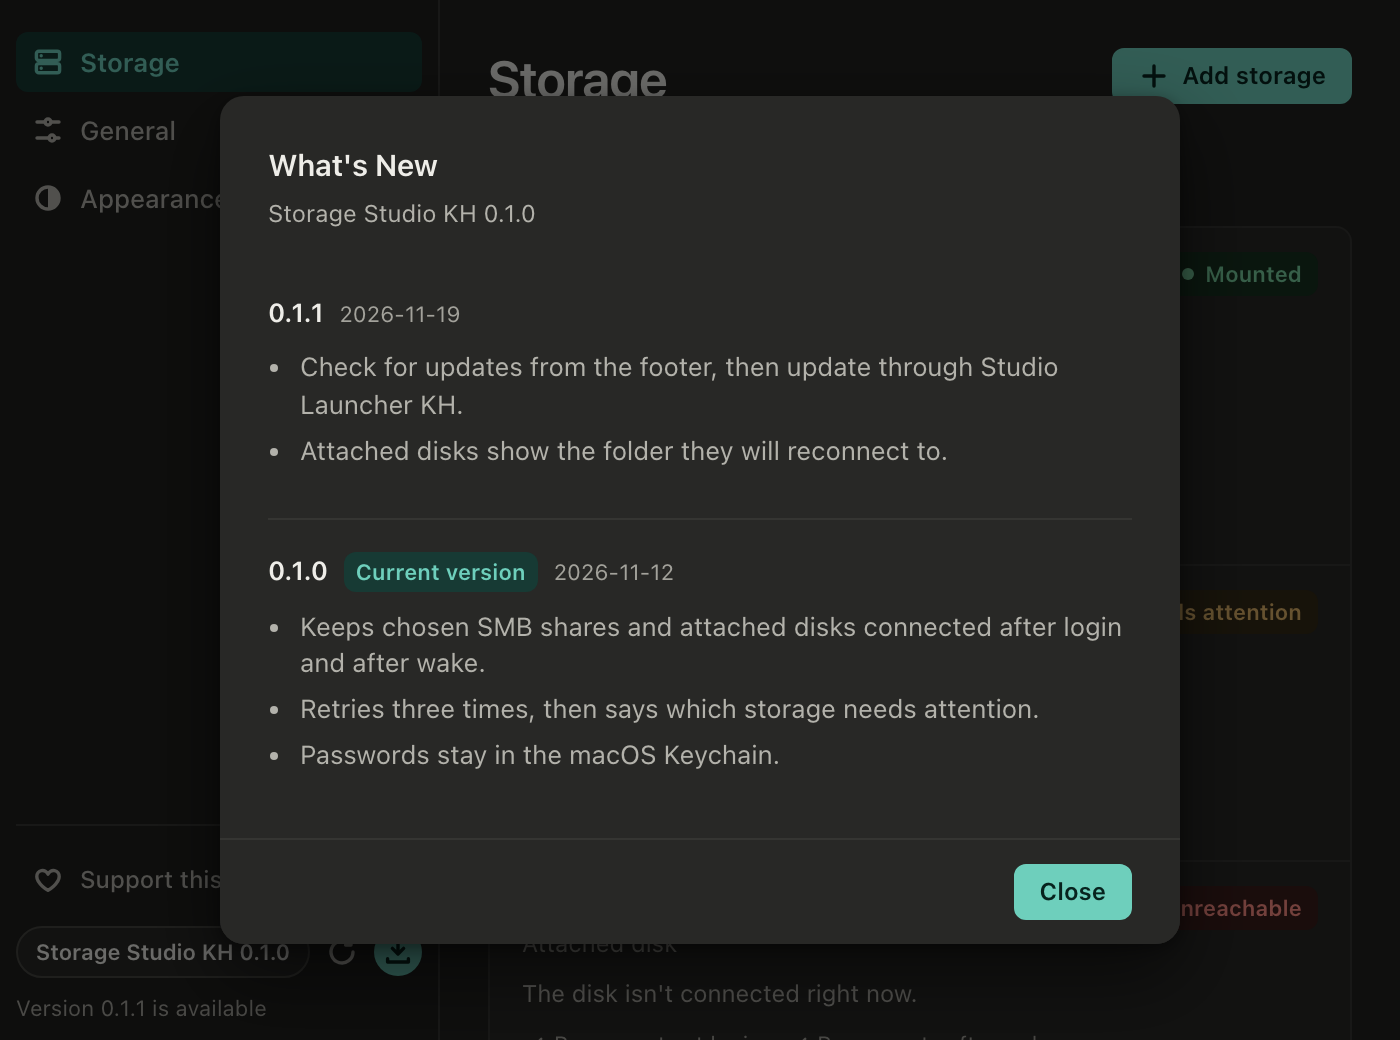 Storage
General
Appearance
Storage
Add storage
What's New
Storage Studio KH 0.1.0
0.1.1 2026-11-19
• Check for updates from the footer, then update through Studio
Launcher KH.
• Attached disks show the folder they will reconnect to.
0.1.0 Current version 2026-11-12
• Keeps chosen SMB shares and attached disks connected after login
and after wake.
• Retries three times, then says which storage needs attention.
• Passwords stay in the macOS Keychain.
Close
Mounted
attention
Attached disk
The disk isn't connected right now.
Support this
Storage Studio KH 0.1.0
Version 0.1.1 is available